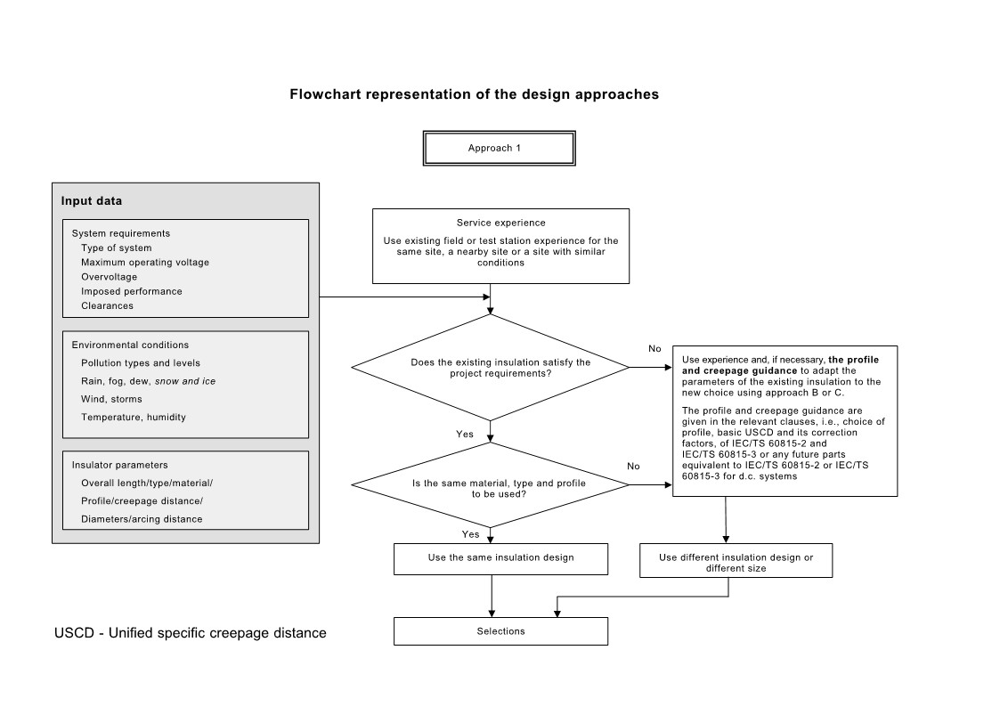 Flowchart representation of the design approaches
Approach 1
Input data
System requirements
Type of system
Maximum operating voltage
Overvoltage
Imposed performance
Clearances
Environmental conditions
Pollution types and levels
Rain, fog, dew, snow and ice
Wind, storms
Temperature, humidity
Insulator parameters
Overall length/type/material/
Profile/creepage distance/
Diameters/arcing distance
Service experience
Use existing field or test station experience for the
same site, a nearby site or a site with similar
conditions
Does the existing insulation satisfy the
project requirements?
No
Use experience and, if necessary, the profile
and creepage guidance to adapt the
parameters of the existing insulation to the
new choice using approach B or C.
The profile and creepage guidance are
given in the relevant clauses, i.e., choice of
profile, basic USCD and its correction
factors, of IEC/TS 60815-2 and
IEC/TS 60815-3 or any future parts
equivalent to IEC/TS 60815-2 or IEC/TS
60815-3 for d.c. systems
Yes
Is the same material, type and profile
to be used?
No
Yes
Use the same insulation design
Use different insulation design or
different size
Selections
USCD - Unified specific creepage distance